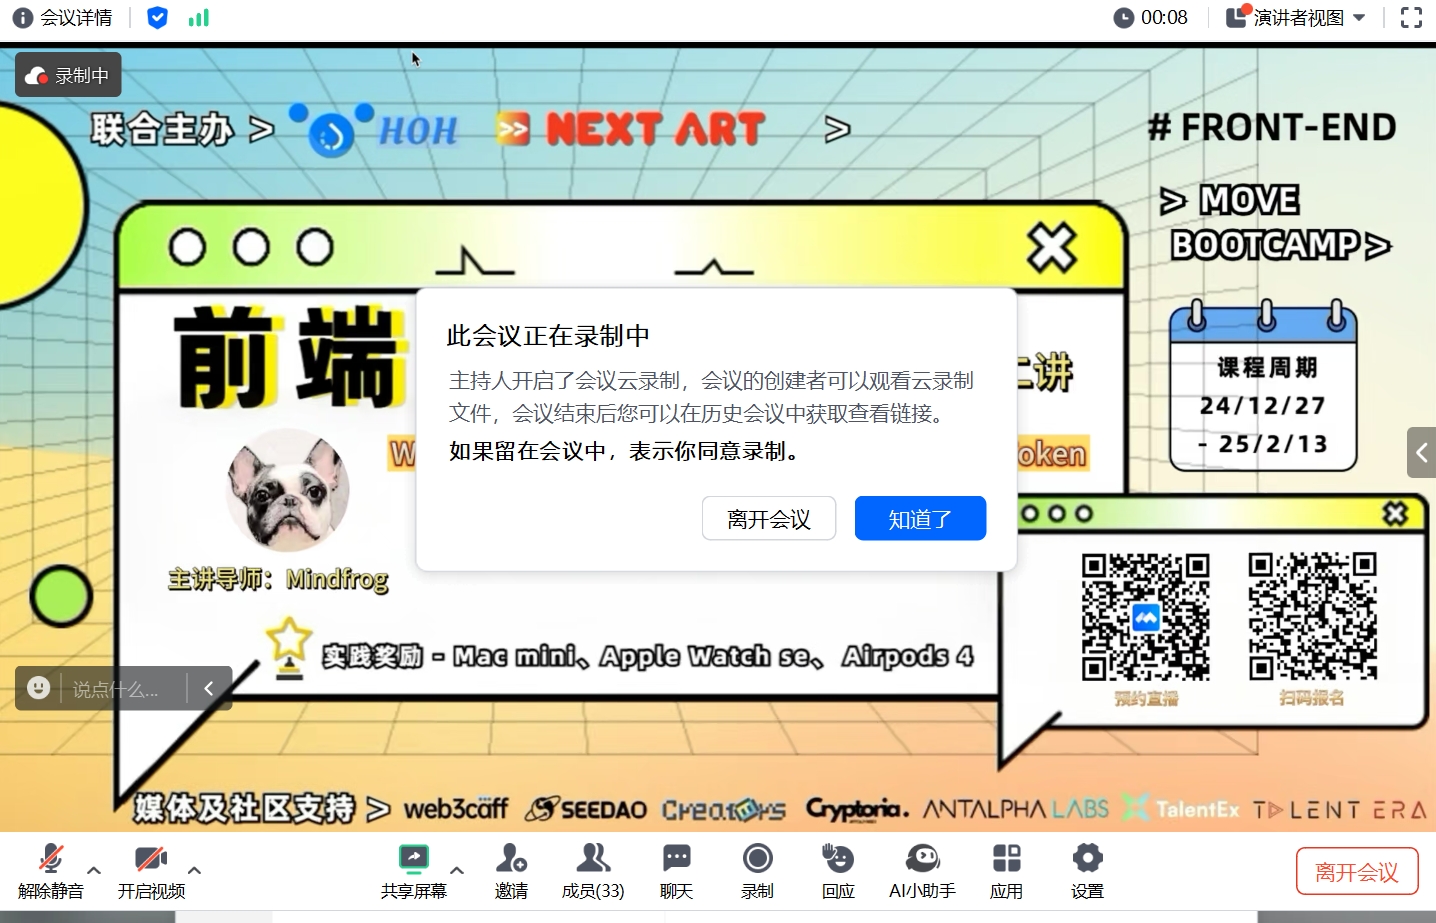 会议详情
00:08
演讲者视图
录制中
联合主办 >
HOH
NEXT ART
>
# FRONT-END
> MOVE
BOOTCAMP>
前端
二讲
W
oken
课程周期
24/12/27
- 25/2/13
此会议正在录制中
主持人开启了会议云录制，会议的创建者可以观看云录制
文件，会议结束后您可以在历史会议中获取查看链接。
如果留在会议中，表示你同意录制。
离开会议
知道了
主讲导师：Mindfrog
实践奖励 - Mac mini、Apple Watch se、Airpods 4
预约直播
扫码报名
说点什么...
媒体及社区支持 >
web3caff
SEEDAO
Creators
Cryptoria.
ANTALPHA LABS
TalentEx
TALENT ERA
解除静音
开启视频
共享屏幕
邀请
成员(33)
聊天
录制
回应
AI小助手
应用
设置
离开会议